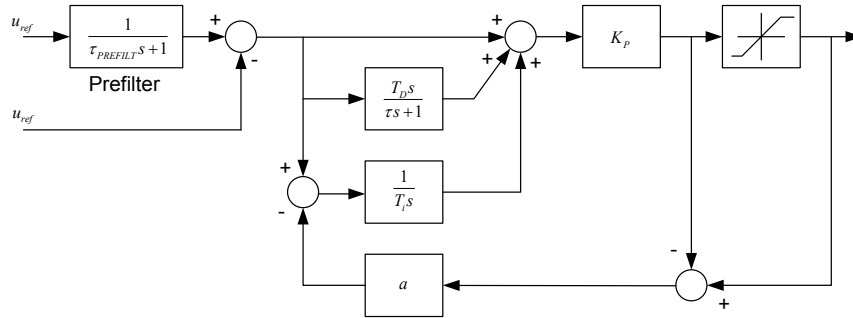 u_ref
1
τ_PREFILT s+1
Prefilter
u_ref
+
-
+
+
+
K_P
T_D s
τs+1
+
-
1
T_i s
a
-
+